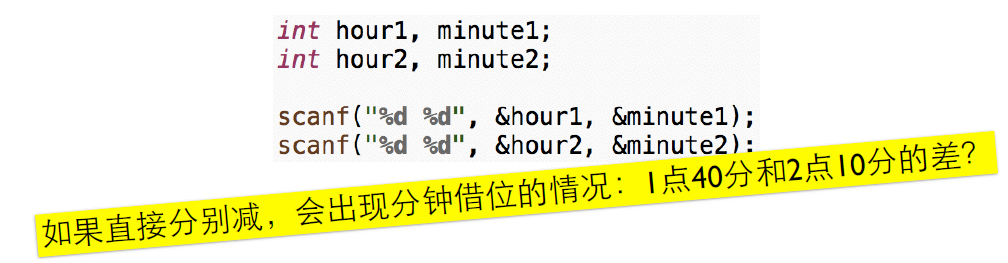 int hour1, minute1;
int hour2, minute2;
scanf("%d %d", &hour1, &minute1);
scanf("%d %d", &hour2, &minute2);
如果直接分别减，会出现分钟借位的情况：1点40分和2点10分的差？